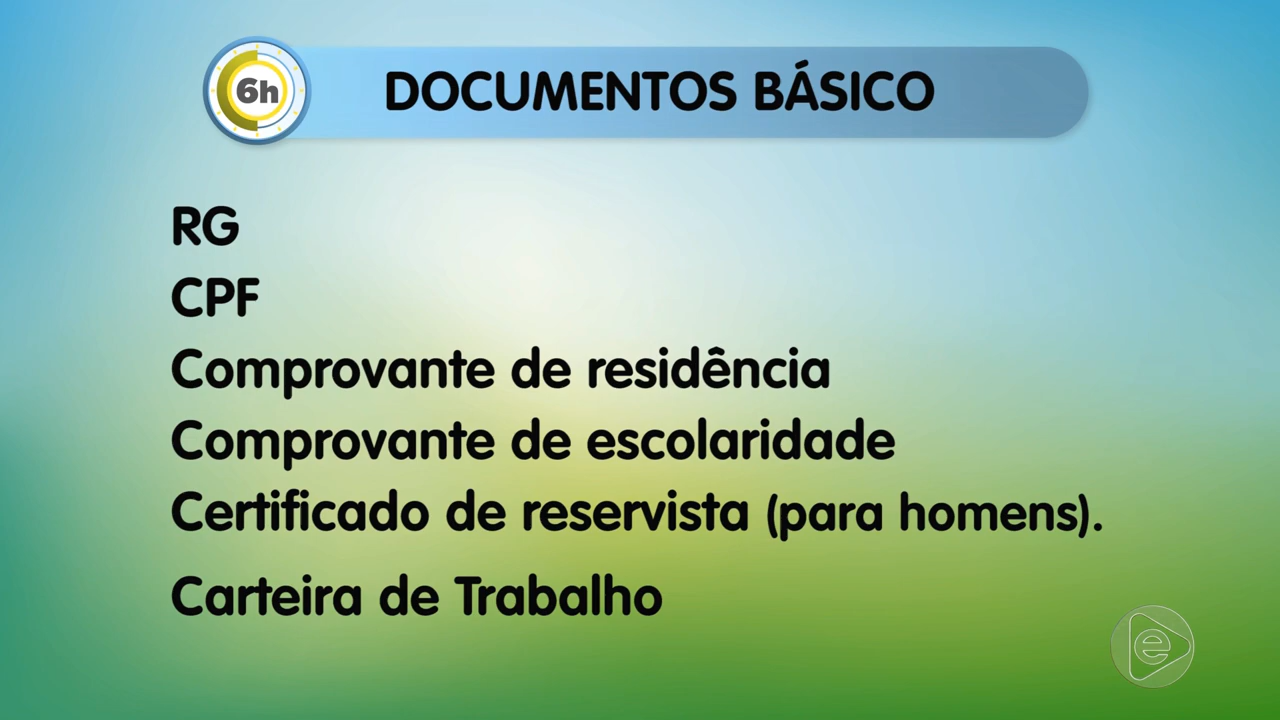 6h
DOCUMENTOS BÁSICO
RG
CPF
Comprovante de residência
Comprovante de escolaridade
Certificado de reservista (para homens).
Carteira de Trabalho
e